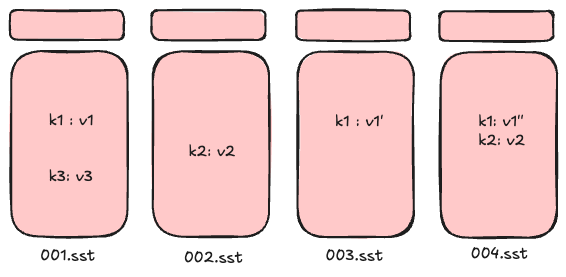 k1 : v1
k3: v3
001.sst
k2: v2
002.sst
k1 : v1'
003.sst
k1: v1''
k2: v2
004.sst